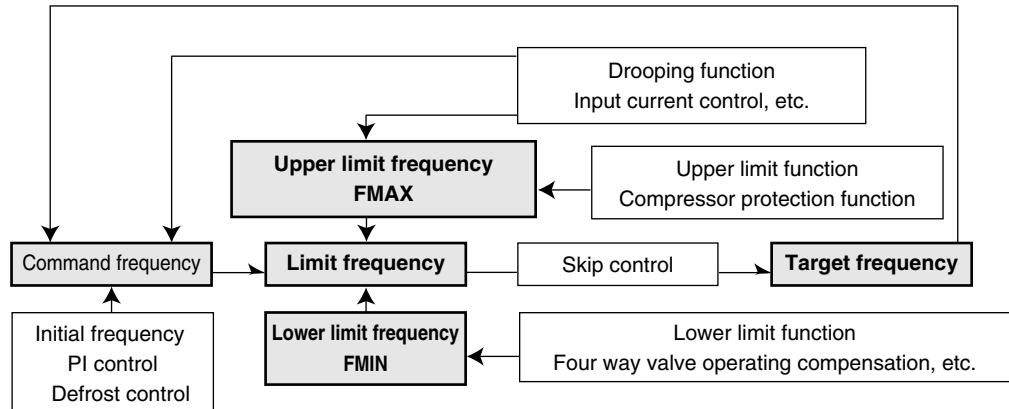 Drooping function
Input current control, etc.
Upper limit frequency
FMAX
Upper limit function
Compressor protection function
Command frequency
Limit frequency
Skip control
Target frequency
Initial frequency
PI control
Defrost control
Lower limit frequency
FMIN
Lower limit function
Four way valve operating compensation, etc.